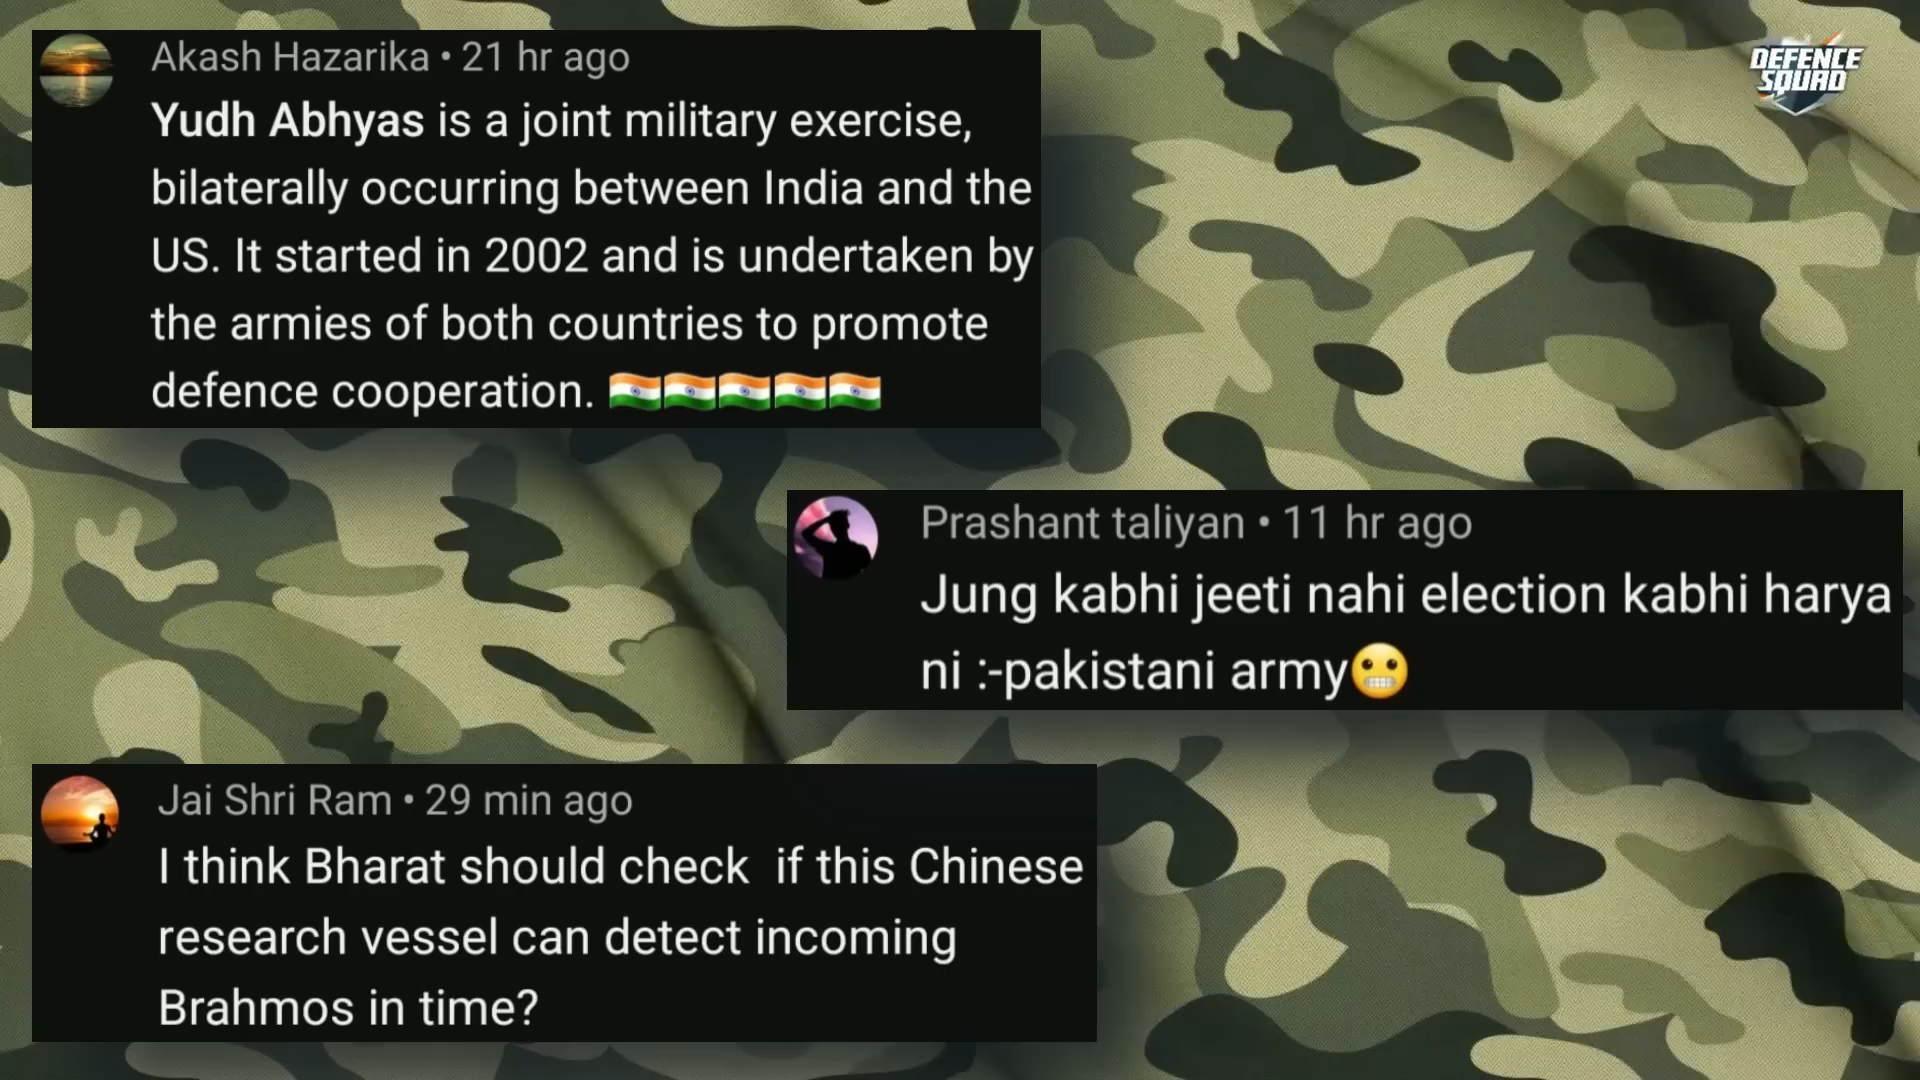 DEFENCE
SQUAD
Akash Hazarika • 21 hr ago
Yudh Abhyas is a joint military exercise,
bilaterally occurring between India and the
US. It started in 2002 and is undertaken by
the armies of both countries to promote
defence cooperation. 🇮🇳🇮🇳🇮🇳🇮🇳🇮🇳
Prashant taliyan • 11 hr ago
Jung kabhi jeeti nahi election kabhi harya
ni :-pakistani army😬
Jai Shri Ram • 29 min ago
I think Bharat should check  if this Chinese
research vessel can detect incoming
Brahmos in time?